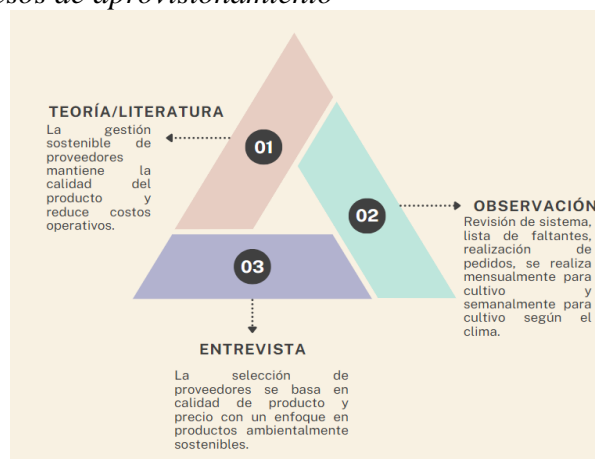 osos de aprovisionamiento
TEORÍA/LITERATURA
La gestión
sostenible de
proveedores
mantiene la
calidad del
producto y
reduce costos
operativos.
01
02
OBSERVACIÓN
Revisión de sistema,
lista de faltantes,
realización de
pedidos, se realiza
mensualmente para
cultivo y
semanalmente para
cultivo según el
clima.
03
ENTREVISTA
La selección de
proveedores se basa en
calidad de producto y
precio con un enfoque en
productos ambientalmente
sostenibles.